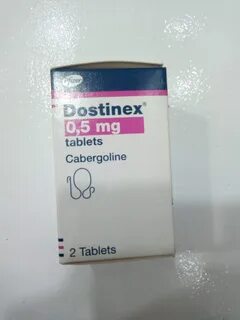 Pfizer
Dostinex®
0,5 mg
tablets
Cabergoline
2 Tablets